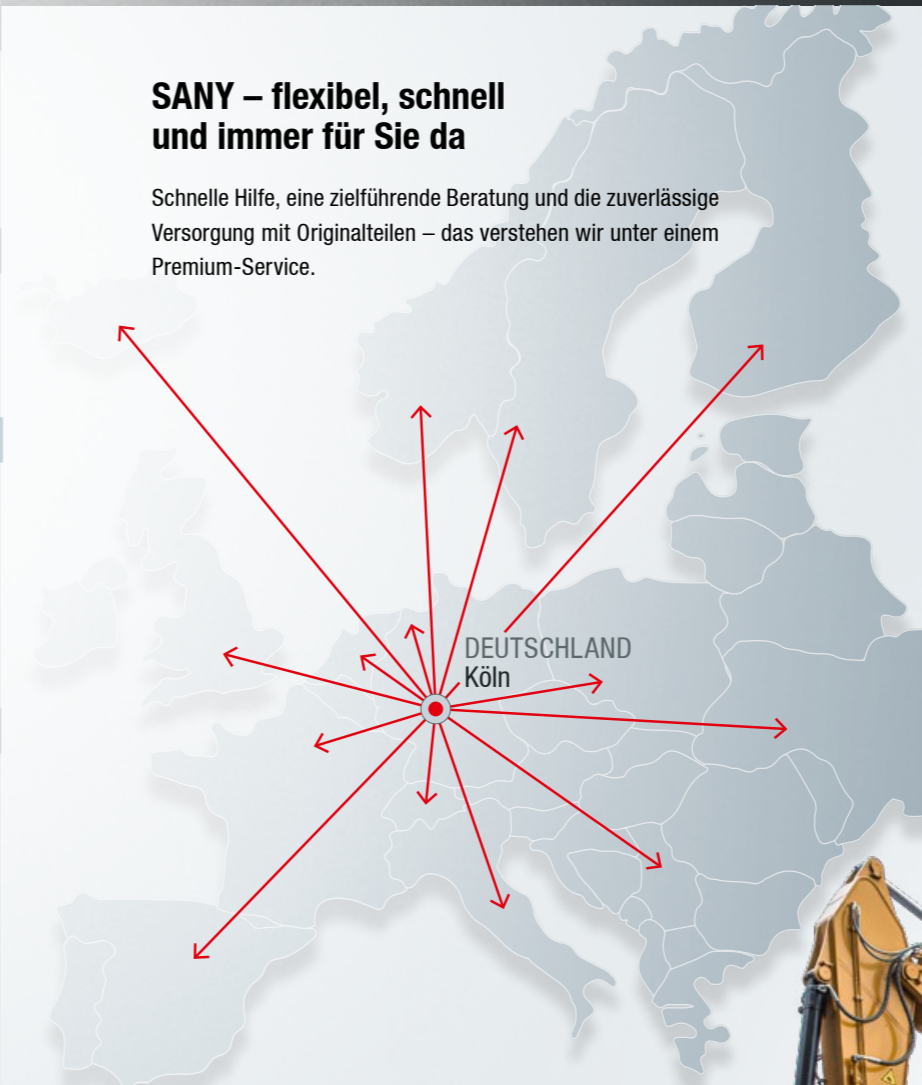 SANY – flexibel, schnell
und immer für Sie da
Schnelle Hilfe, eine zielführende Beratung und die zuverlässige
Versorgung mit Originalteilen – das verstehen wir unter einem
Premium-Service.
DEUTSCHLAND
Köln